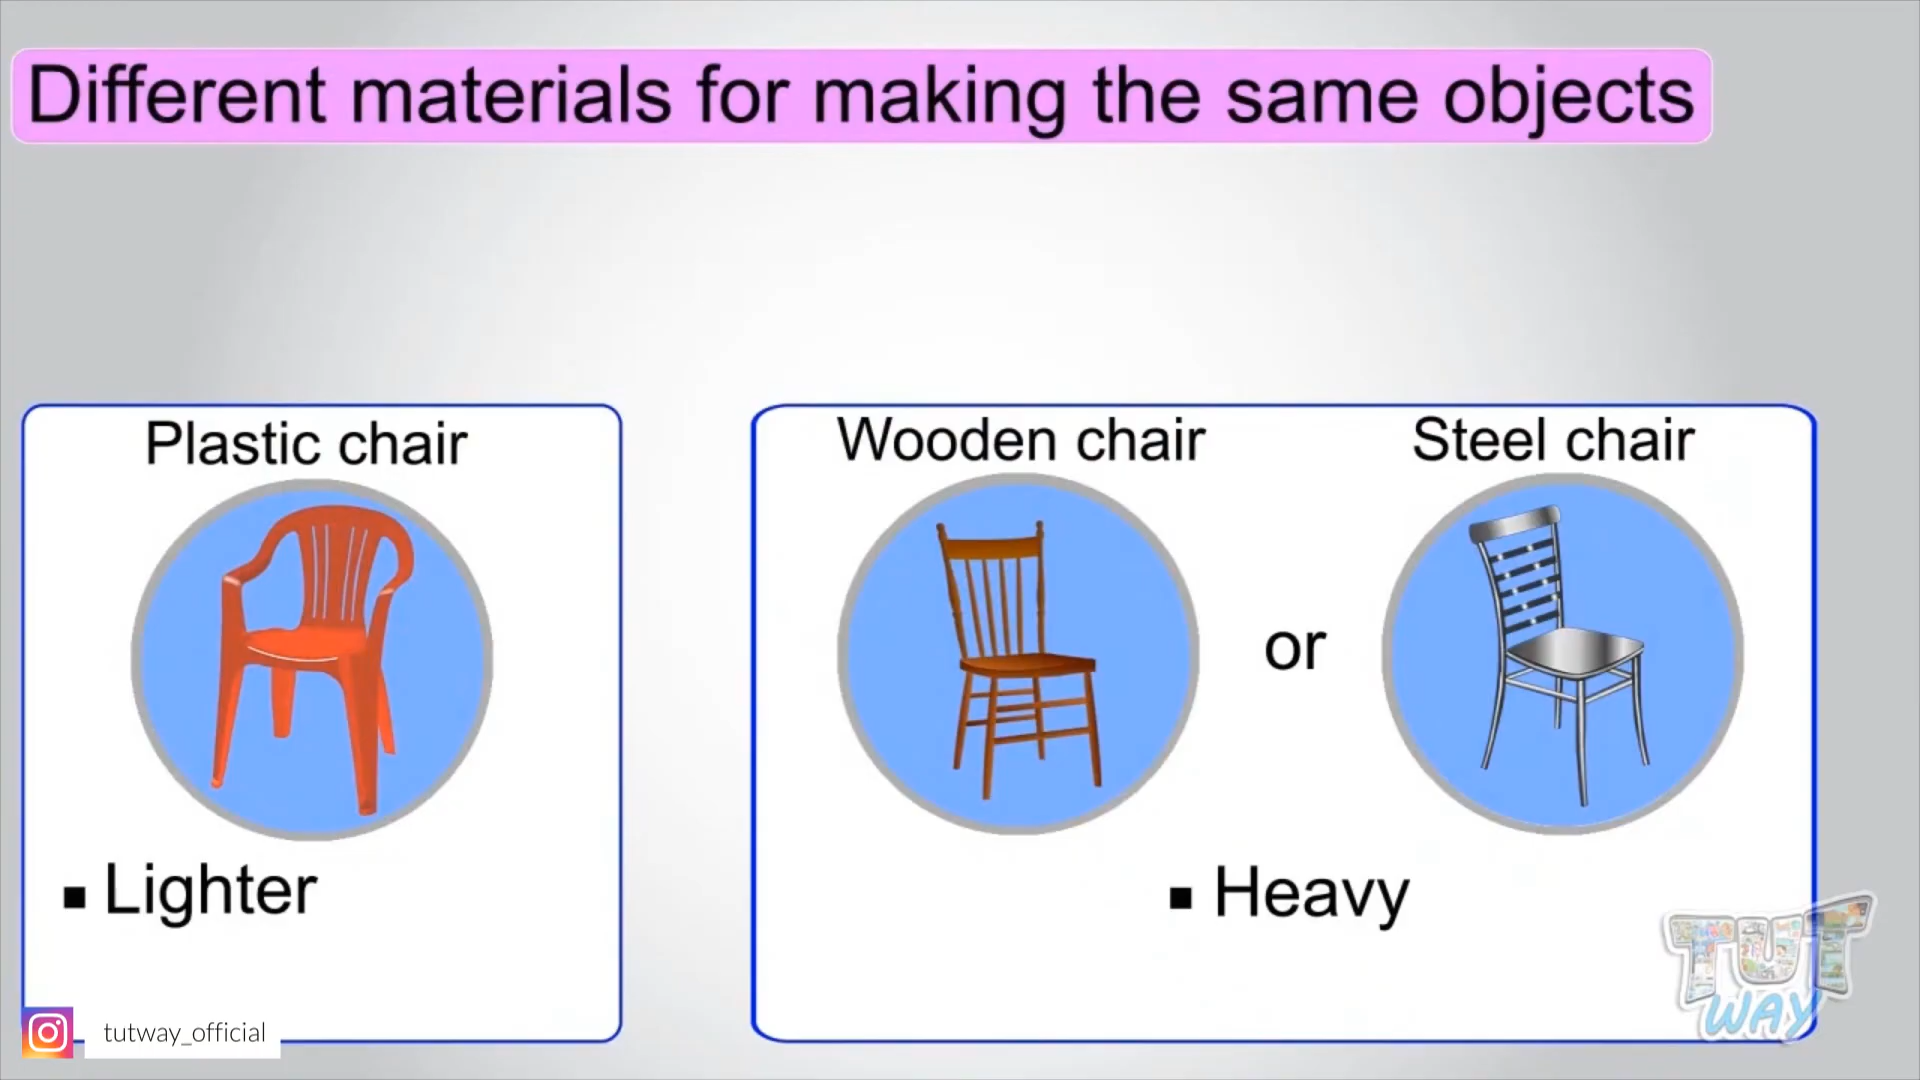 Different materials for making the same objects
Plastic chair
Wooden chair
Steel chair
or
▪ Lighter
▪ Heavy
TUT
WAY
tutway_official